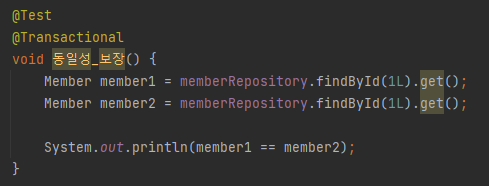 @Test
@Transactional
void 동일성_보장() {
    Member member1 = memberRepository.findById(1L).get();
    Member member2 = memberRepository.findById(1L).get();

    System.out.println(member1 == member2);
}